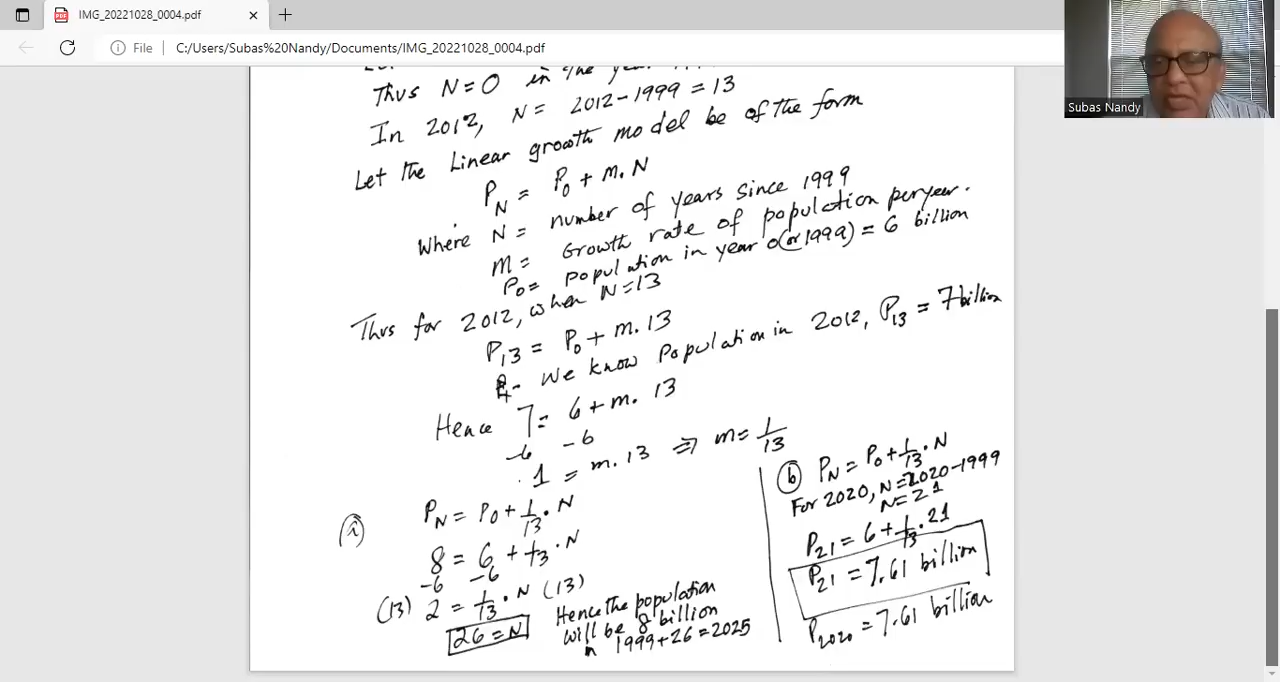 IMG_20221028_0004.pdf
File
C:/Users/Subas%20Nandy/Documents/IMG_20221028_0004.pdf
Subas Nandy
Thus N=0 in the
In 2012, N= 2012-1999 = 13
Let the Linear growth model be of the form
P_N = P_0 + m. N
Where N = number of years since 1999
m = Growth rate of population per year.
P_0 = population in year 0(or 1999) = 6 billion
Thus for 2012, when N=13
P_13 = P_0 + m. 13
We know Population in 2012, P_13 = 7 billion
Hence 7 = 6 + m. 13
-6 -6
1 = m. 13 ⇒ m = 1/13
(a)
P_N = P_0 + 1/13 · N
8 = 6 + 1/13 · N
-6 -6
(13) 2 = 1/13 · N (13)
26 = N
Hence the population
will be 8 billion
n 1999+26=2025
(b) P_N = P_0 + 1/13 · N
For 2020, N=2020-1999
N=21
P_21 = 6 + 1/13 · 21
P_21 = 7.61 billion
P_2020 = 7.61 billion